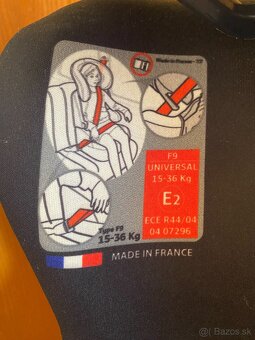 Made in France - 37
F9
UNIVERSAL
15-36 Kg
E2
ECE R44/04
04 07296
Type F9
15-36 Kg
MADE IN FRANCE
Bazos.sk